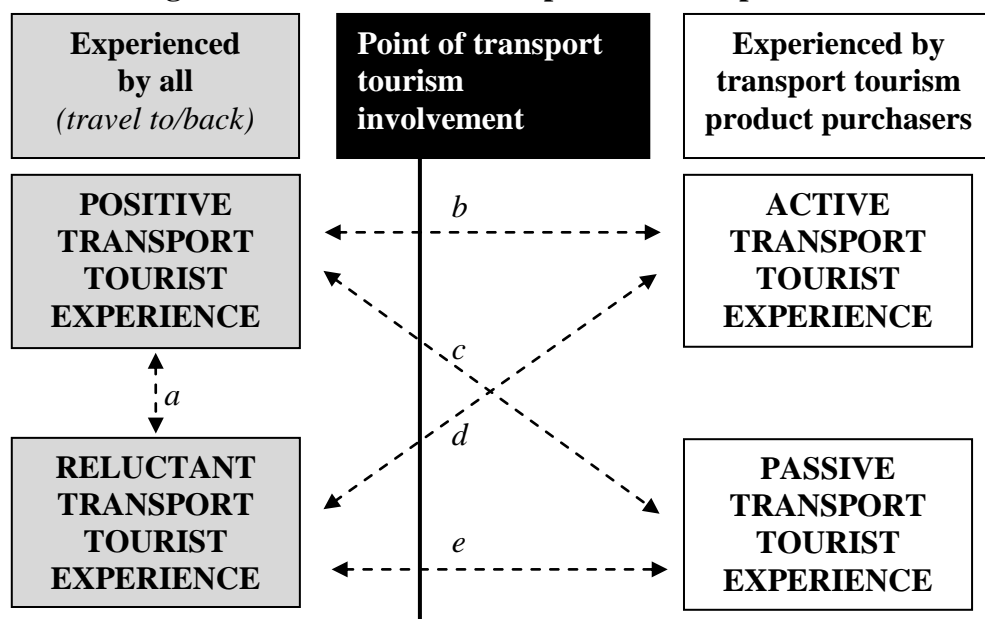 Experienced
by all
(travel to/back)
Point of transport
tourism
involvement
Experienced by
transport tourism
product purchasers
POSITIVE
TRANSPORT
TOURIST
EXPERIENCE
b
ACTIVE
TRANSPORT
TOURIST
EXPERIENCE
c
a
d
RELUCTANT
TRANSPORT
TOURIST
EXPERIENCE
e
PASSIVE
TRANSPORT
TOURIST
EXPERIENCE